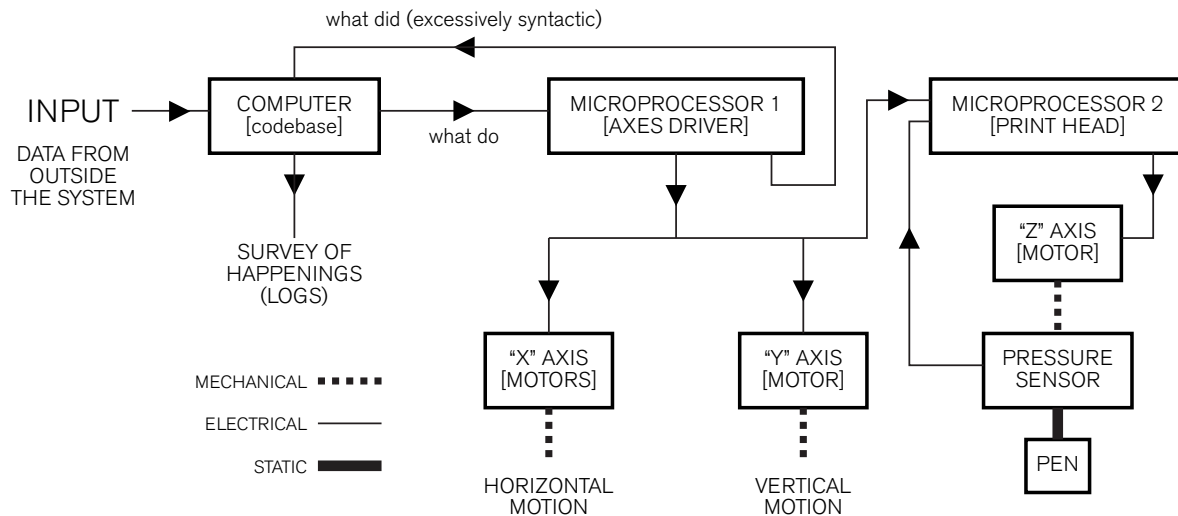 what did (excessively syntactic)
INPUT
DATA FROM
OUTSIDE
THE SYSTEM
COMPUTER
[codebase]
what do
MICROPROCESSOR 1
[AXES DRIVER]
MICROPROCESSOR 2
[PRINT HEAD]
SURVEY OF
HAPPENINGS
(LOGS)
“Z” AXIS
[MOTOR]
“X” AXIS
[MOTORS]
“Y” AXIS
[MOTOR]
PRESSURE
SENSOR
PEN
HORIZONTAL
MOTION
VERTICAL
MOTION
MECHANICAL
ELECTRICAL
STATIC